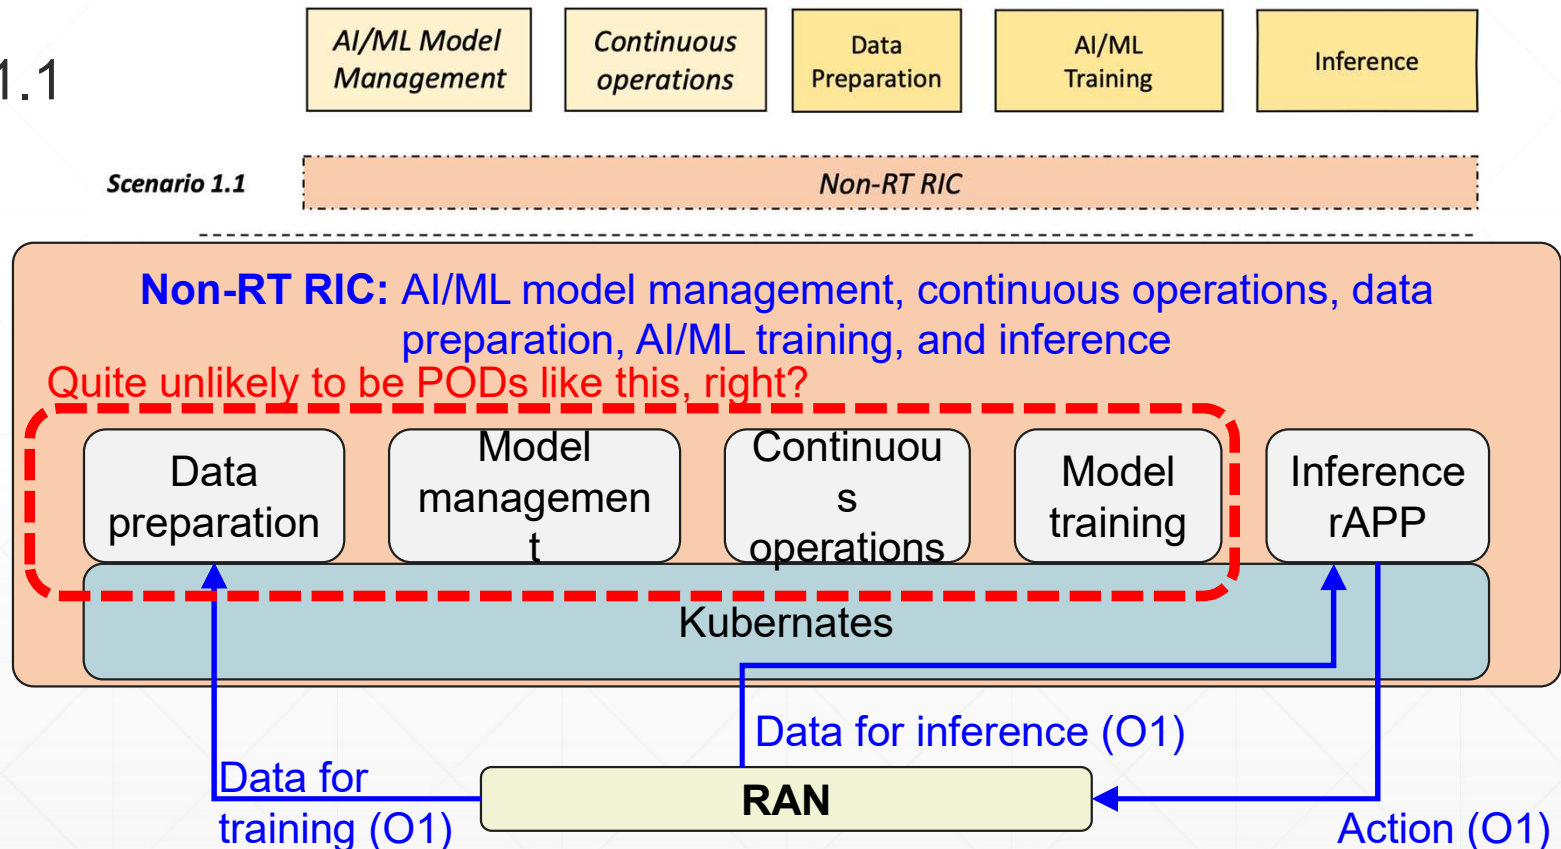 1.1
AI/ML Model
Management
Continuous
operations
Data
Preparation
AI/ML
Training
Inference
Scenario 1.1
Non-RT RIC
Non-RT RIC: AI/ML model management, continuous operations, data
preparation, AI/ML training, and inference
Quite unlikely to be PODs like this, right?
Data
preparation
Model
managemen
t
Continuou
s
operations
Model
training
Inference
rAPP
Kubernates
Data for inference (O1)
Data for
training (O1)
RAN
Action (O1)